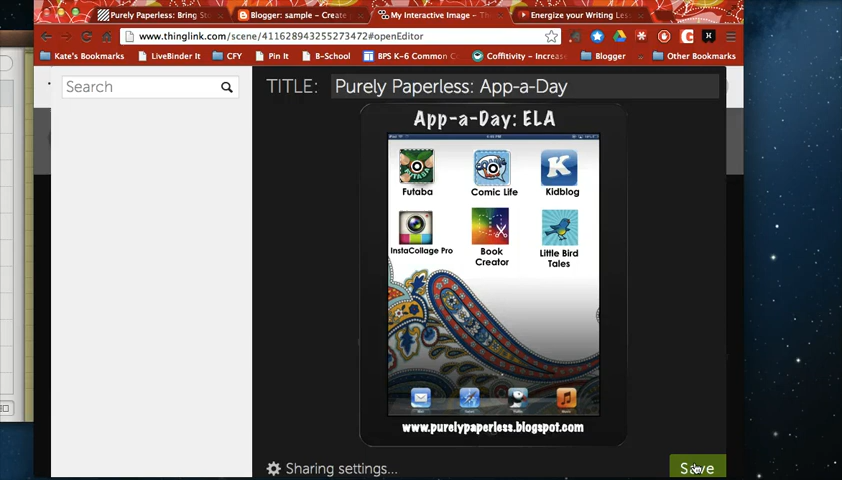 Purely Paperless: Bring St
Blogger: sample - Create
My Interactive Image - Th
Energize your Writing Les
www.thinglink.com/scene/411628943255273472#openEditor
Kate's Bookmarks
LiveBinder It
CFY
Pin It
B-School
BPS K-6 Common C
Coffitivity - Increas
Blogger
Other Bookmarks
Search
TITLE: Purely Paperless: App-a-Day
App-a-Day: ELA
Futaba
Comic Life
Kidblog
InstaCollage Pro
Book
Creator
Little Bird
Tales
www.purelypaperless.blogspot.com
Sharing settings...
Save